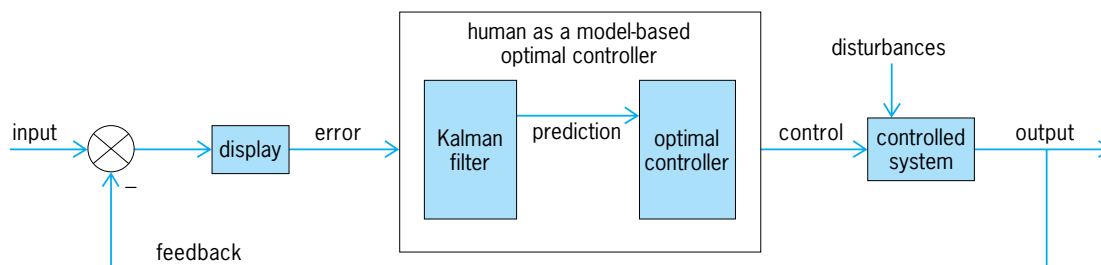 human as a model-based
optimal controller
disturbances
input
display
error
Kalman
filter
prediction
optimal
controller
control
controlled
system
output
–
feedback